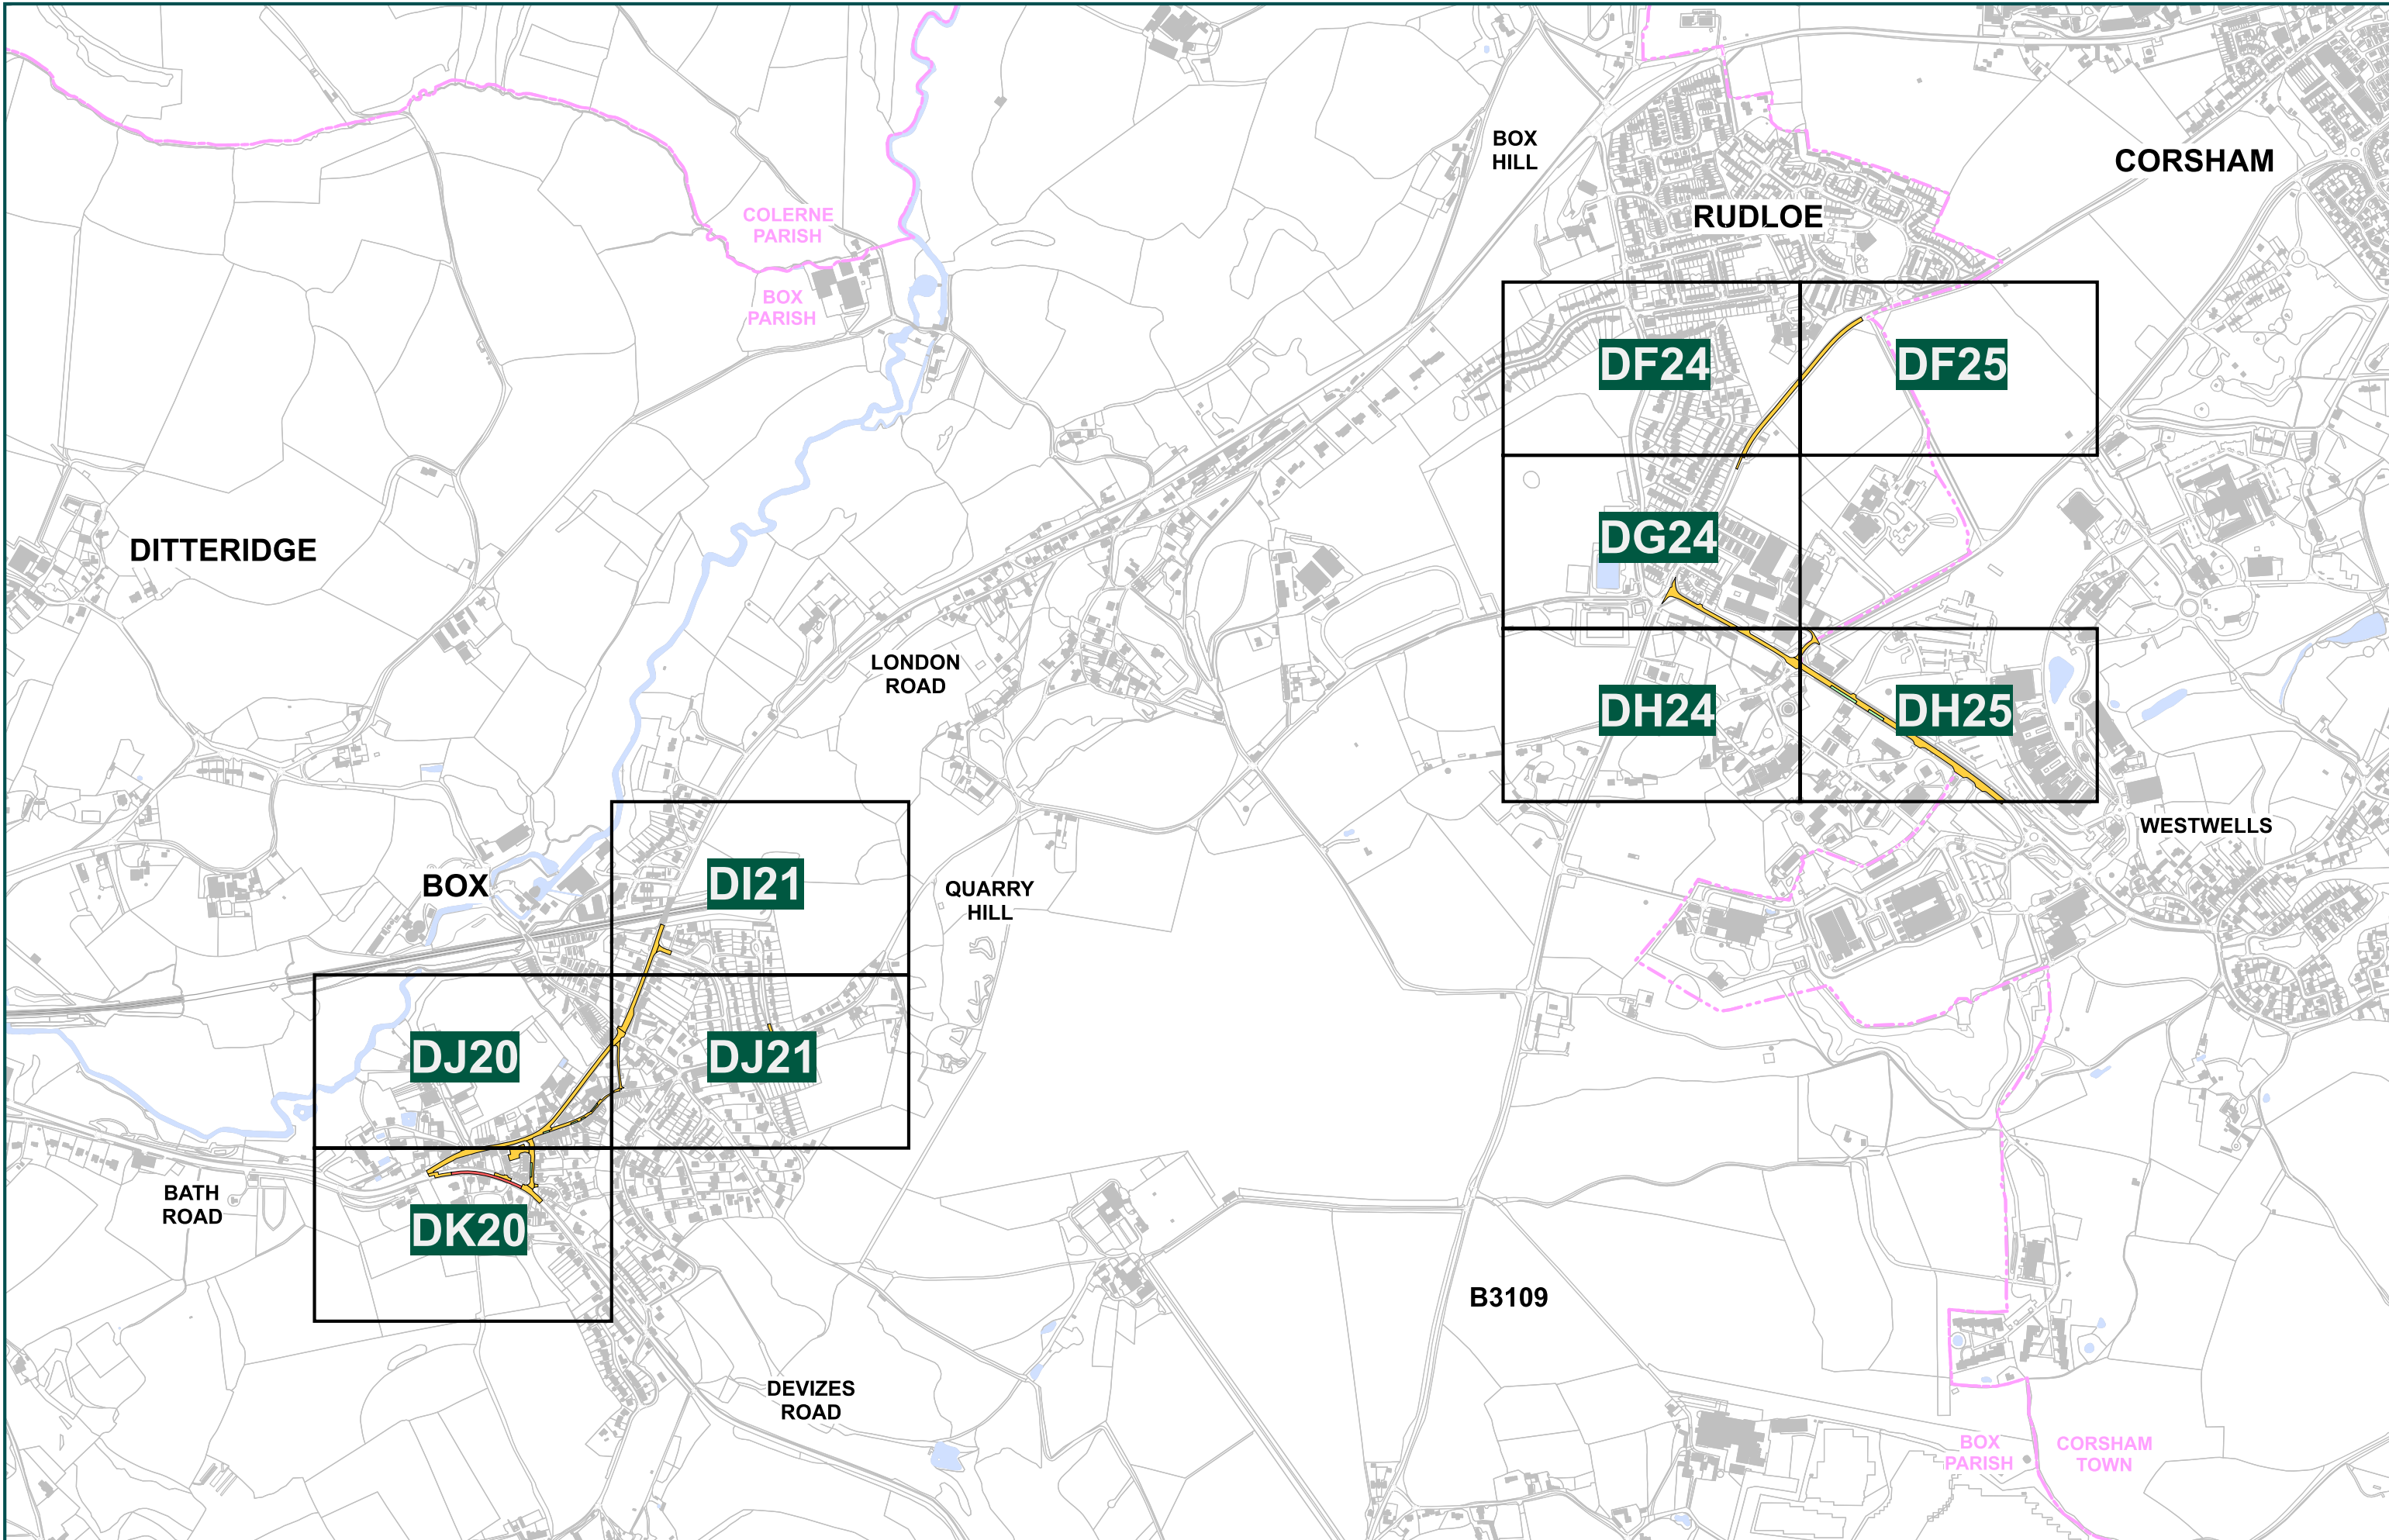 BOX
HILL
CORSHAM
COLERNE
PARISH
RUDLOE
BOX
PARISH
DF24
DF25
DITTERIDGE
DG24
LONDON
ROAD
DH24
DH25
WESTWELLS
BOX
DI21
QUARRY
HILL
DJ20
DJ21
BATH
ROAD
DK20
B3109
DEVIZES
ROAD
BOX
PARISH
CORSHAM
TOWN